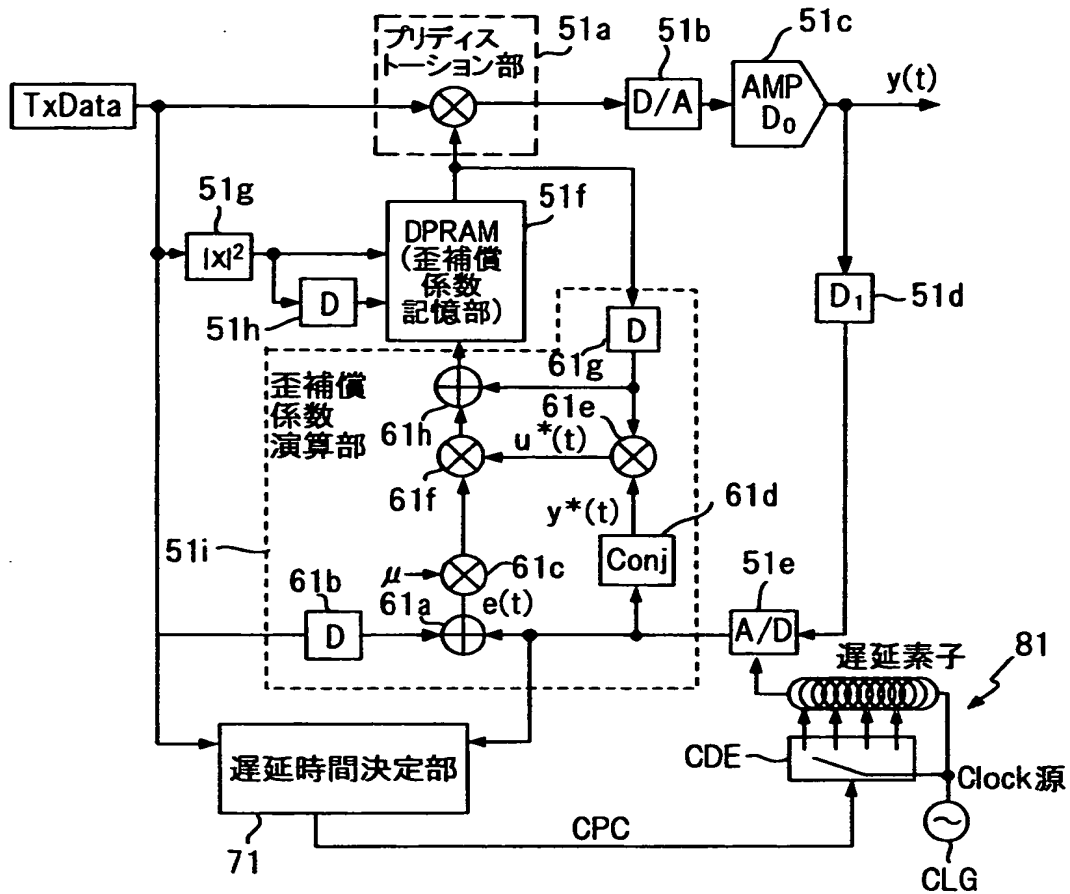 プリディス
トーション部
51a
51b
51c
TxData
D/A
AMP
D₀
y(t)
51g
|x|²
51f
DPRAM
(歪補償
係数
記憶部)
D
51h
D₁
51d
D
61g
歪補償
係数
演算部
61h
61e
u*(t)
61f
y*(t)
61d
51i
μ
61c
Conj
61b
61a
e(t)
51e
D
A/D
遅延素子
81
遅延時間決定部
CDE
Clock源
71
CPC
CLG